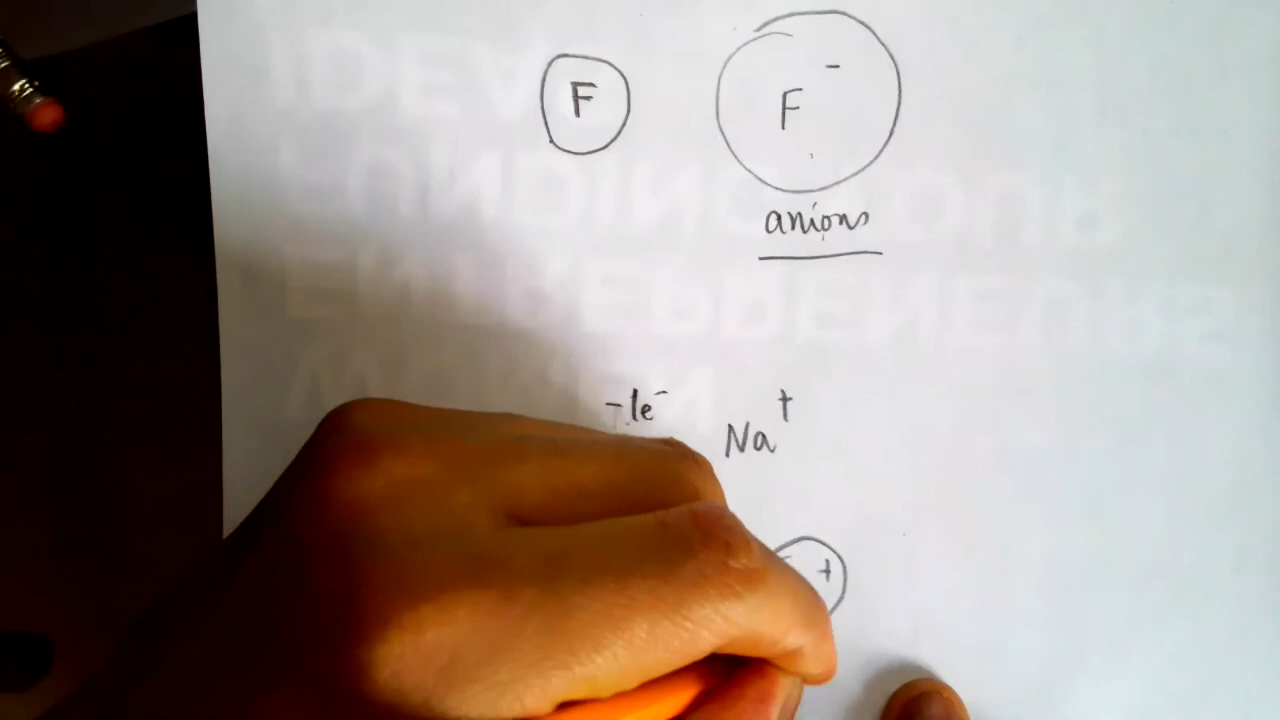 F F⁻
anions
-1e⁻ Na⁺
+